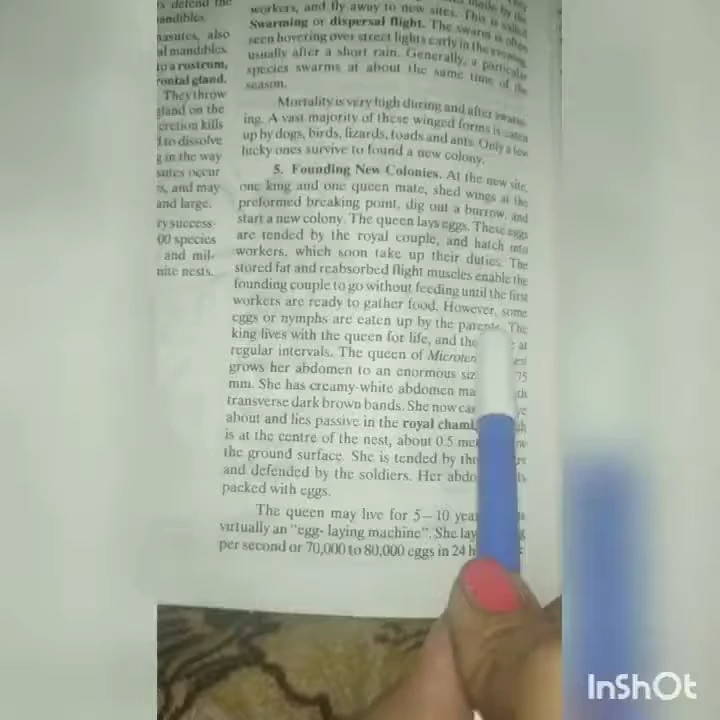 s defend the
andibles
nasutes, also
al mandibles
to a rostrum,
rontal gland.
They throw
gland on the
cretion kills
to dissolve
g in the way
sutes occur
s, and may
and large.
ry success-
00 species
and mil-
nite nests.
made by the
workers, and fly away to new sites. This is called
Swarming or dispersal flight. The swarm is often
seen hovering over street lights early in the evening,
usually after a short rain. Generally, a particular
species swarms at about the same time of the
season.
Mortality is very high during and after swarm-
ing. A vast majority of these winged forms is eaten
up by dogs, birds, lizards, toads and ants. Only a few
lucky ones survive to found a new colony.
5. Founding New Colonies. At the new site,
one king and one queen mate, shed wings at the
preformed breaking point, dig out a burrow, and
start a new colony. The queen lays eggs. These eggs
are tended by the royal couple, and hatch into
workers, which soon take up their duties. The
stored fat and reabsorbed flight muscles enable the
founding couple to go without feeding until the first
workers are ready to gather food. However, some
eggs or nymphs are eaten up by the parents. The
king lives with the queen for life, and the at
regular intervals. The queen of
grows her abdomen to an enormous 75
mm. She has creamy-white abdomen
transverse dark brown bands. She now
about and lies passive in the royal
is at the centre of the nest, about 0.5
the ground surface. She is tended by
and defended by the soldiers. Her
packed with eggs.
The queen may live for 5–10
virtually an "egg- laying machine". She
per second or 70,000 to 80,000 eggs in 24
InShOt